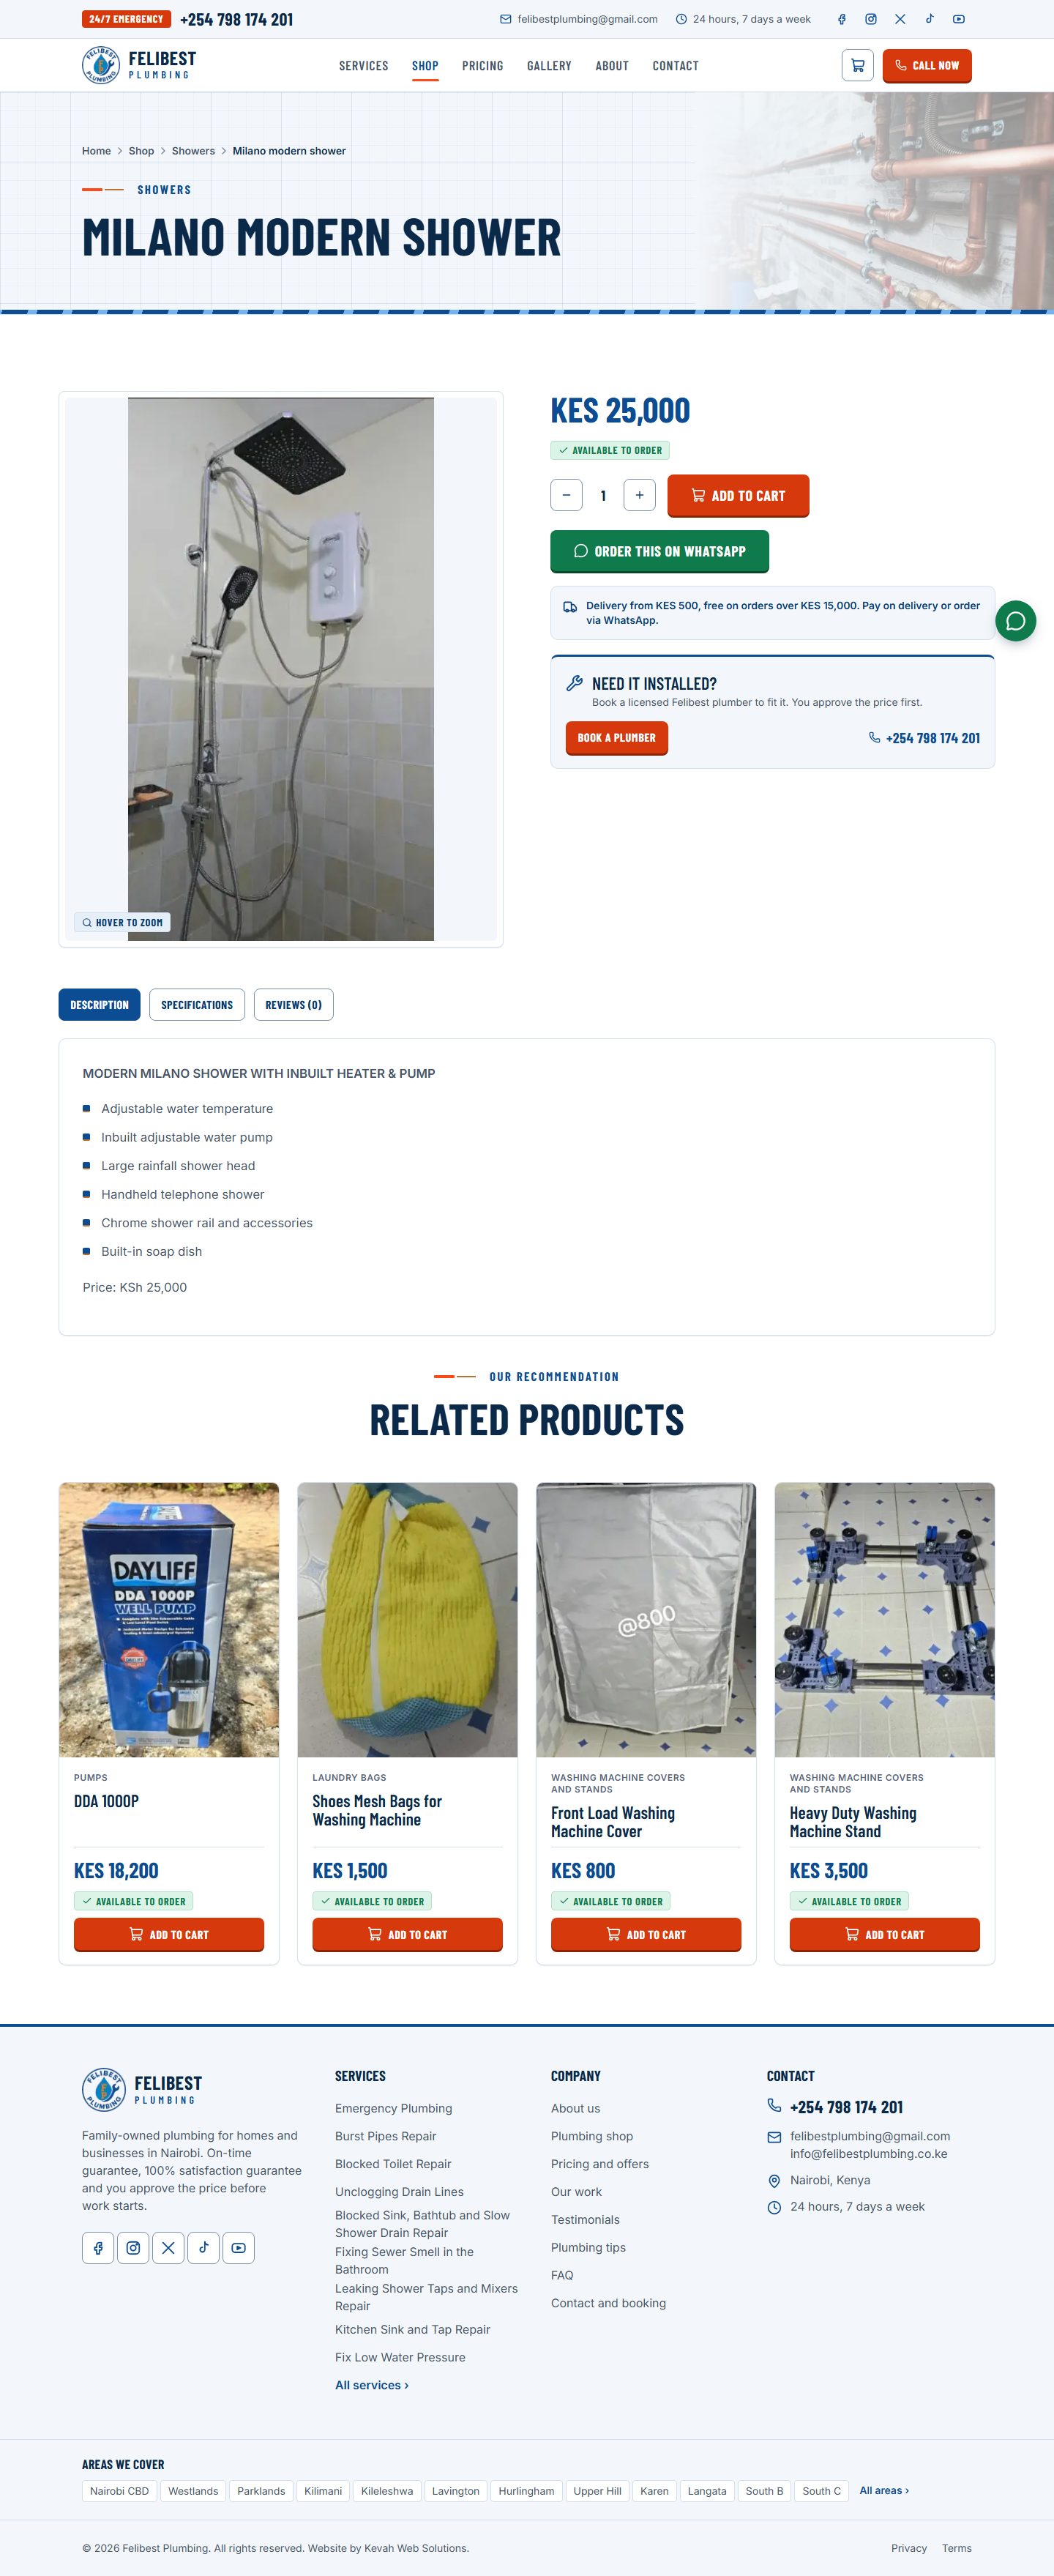 24/7 EMERGENCY +254 798 174 201 felibestplumbing@gmail.com 24 hours, 7 days a week
FELIBEST
PLUMBING
SERVICES SHOP PRICING GALLERY ABOUT CONTACT
CALL NOW
Home > Shop > Showers > Milano modern shower
SHOWERS
MILANO MODERN SHOWER
KES 25,000
AVAILABLE TO ORDER
− 1 + ADD TO CART
ORDER THIS ON WHATSAPP
Delivery from KES 500, free on orders over KES 15,000. Pay on delivery or order
via WhatsApp.
NEED IT INSTALLED?
Book a licensed Felibest plumber to fit it. You approve the price first.
BOOK A PLUMBER +254 798 174 201
HOVER TO ZOOM
DESCRIPTION SPECIFICATIONS REVIEWS (0)
MODERN MILANO SHOWER WITH INBUILT HEATER & PUMP
Adjustable water temperature
Inbuilt adjustable water pump
Large rainfall shower head
Handheld telephone shower
Chrome shower rail and accessories
Built-in soap dish
Price: KSh 25,000
OUR RECOMMENDATION
RELATED PRODUCTS
DAYLIFF
DDA 1000P
WELL PUMP
@800
PUMPS
DDA 1000P
KES 18,200
AVAILABLE TO ORDER
ADD TO CART
LAUNDRY BAGS
Shoes Mesh Bags for
Washing Machine
KES 1,500
AVAILABLE TO ORDER
ADD TO CART
WASHING MACHINE COVERS
AND STANDS
Front Load Washing
Machine Cover
KES 800
AVAILABLE TO ORDER
ADD TO CART
WASHING MACHINE COVERS
AND STANDS
Heavy Duty Washing
Machine Stand
KES 3,500
AVAILABLE TO ORDER
ADD TO CART
FELIBEST
PLUMBING
Family-owned plumbing for homes and
businesses in Nairobi. On-time
guarantee, 100% satisfaction guarantee
and you approve the price before
work starts.
SERVICES
Emergency Plumbing
Burst Pipes Repair
Blocked Toilet Repair
Unclogging Drain Lines
Blocked Sink, Bathtub and Slow
Shower Drain Repair
Fixing Sewer Smell in the
Bathroom
Leaking Shower Taps and Mixers
Repair
Kitchen Sink and Tap Repair
Fix Low Water Pressure
All services ›
COMPANY
About us
Plumbing shop
Pricing and offers
Our work
Testimonials
Plumbing tips
FAQ
Contact and booking
CONTACT
+254 798 174 201
felibestplumbing@gmail.com
info@felibestplumbing.co.ke
Nairobi, Kenya
24 hours, 7 days a week
AREAS WE COVER
Nairobi CBD Westlands Parklands Kilimani Kileleshwa Lavington Hurlingham Upper Hill Karen Langata South B South C All areas ›
© 2026 Felibest Plumbing. All rights reserved. Website by Kevah Web Solutions.
Privacy Terms